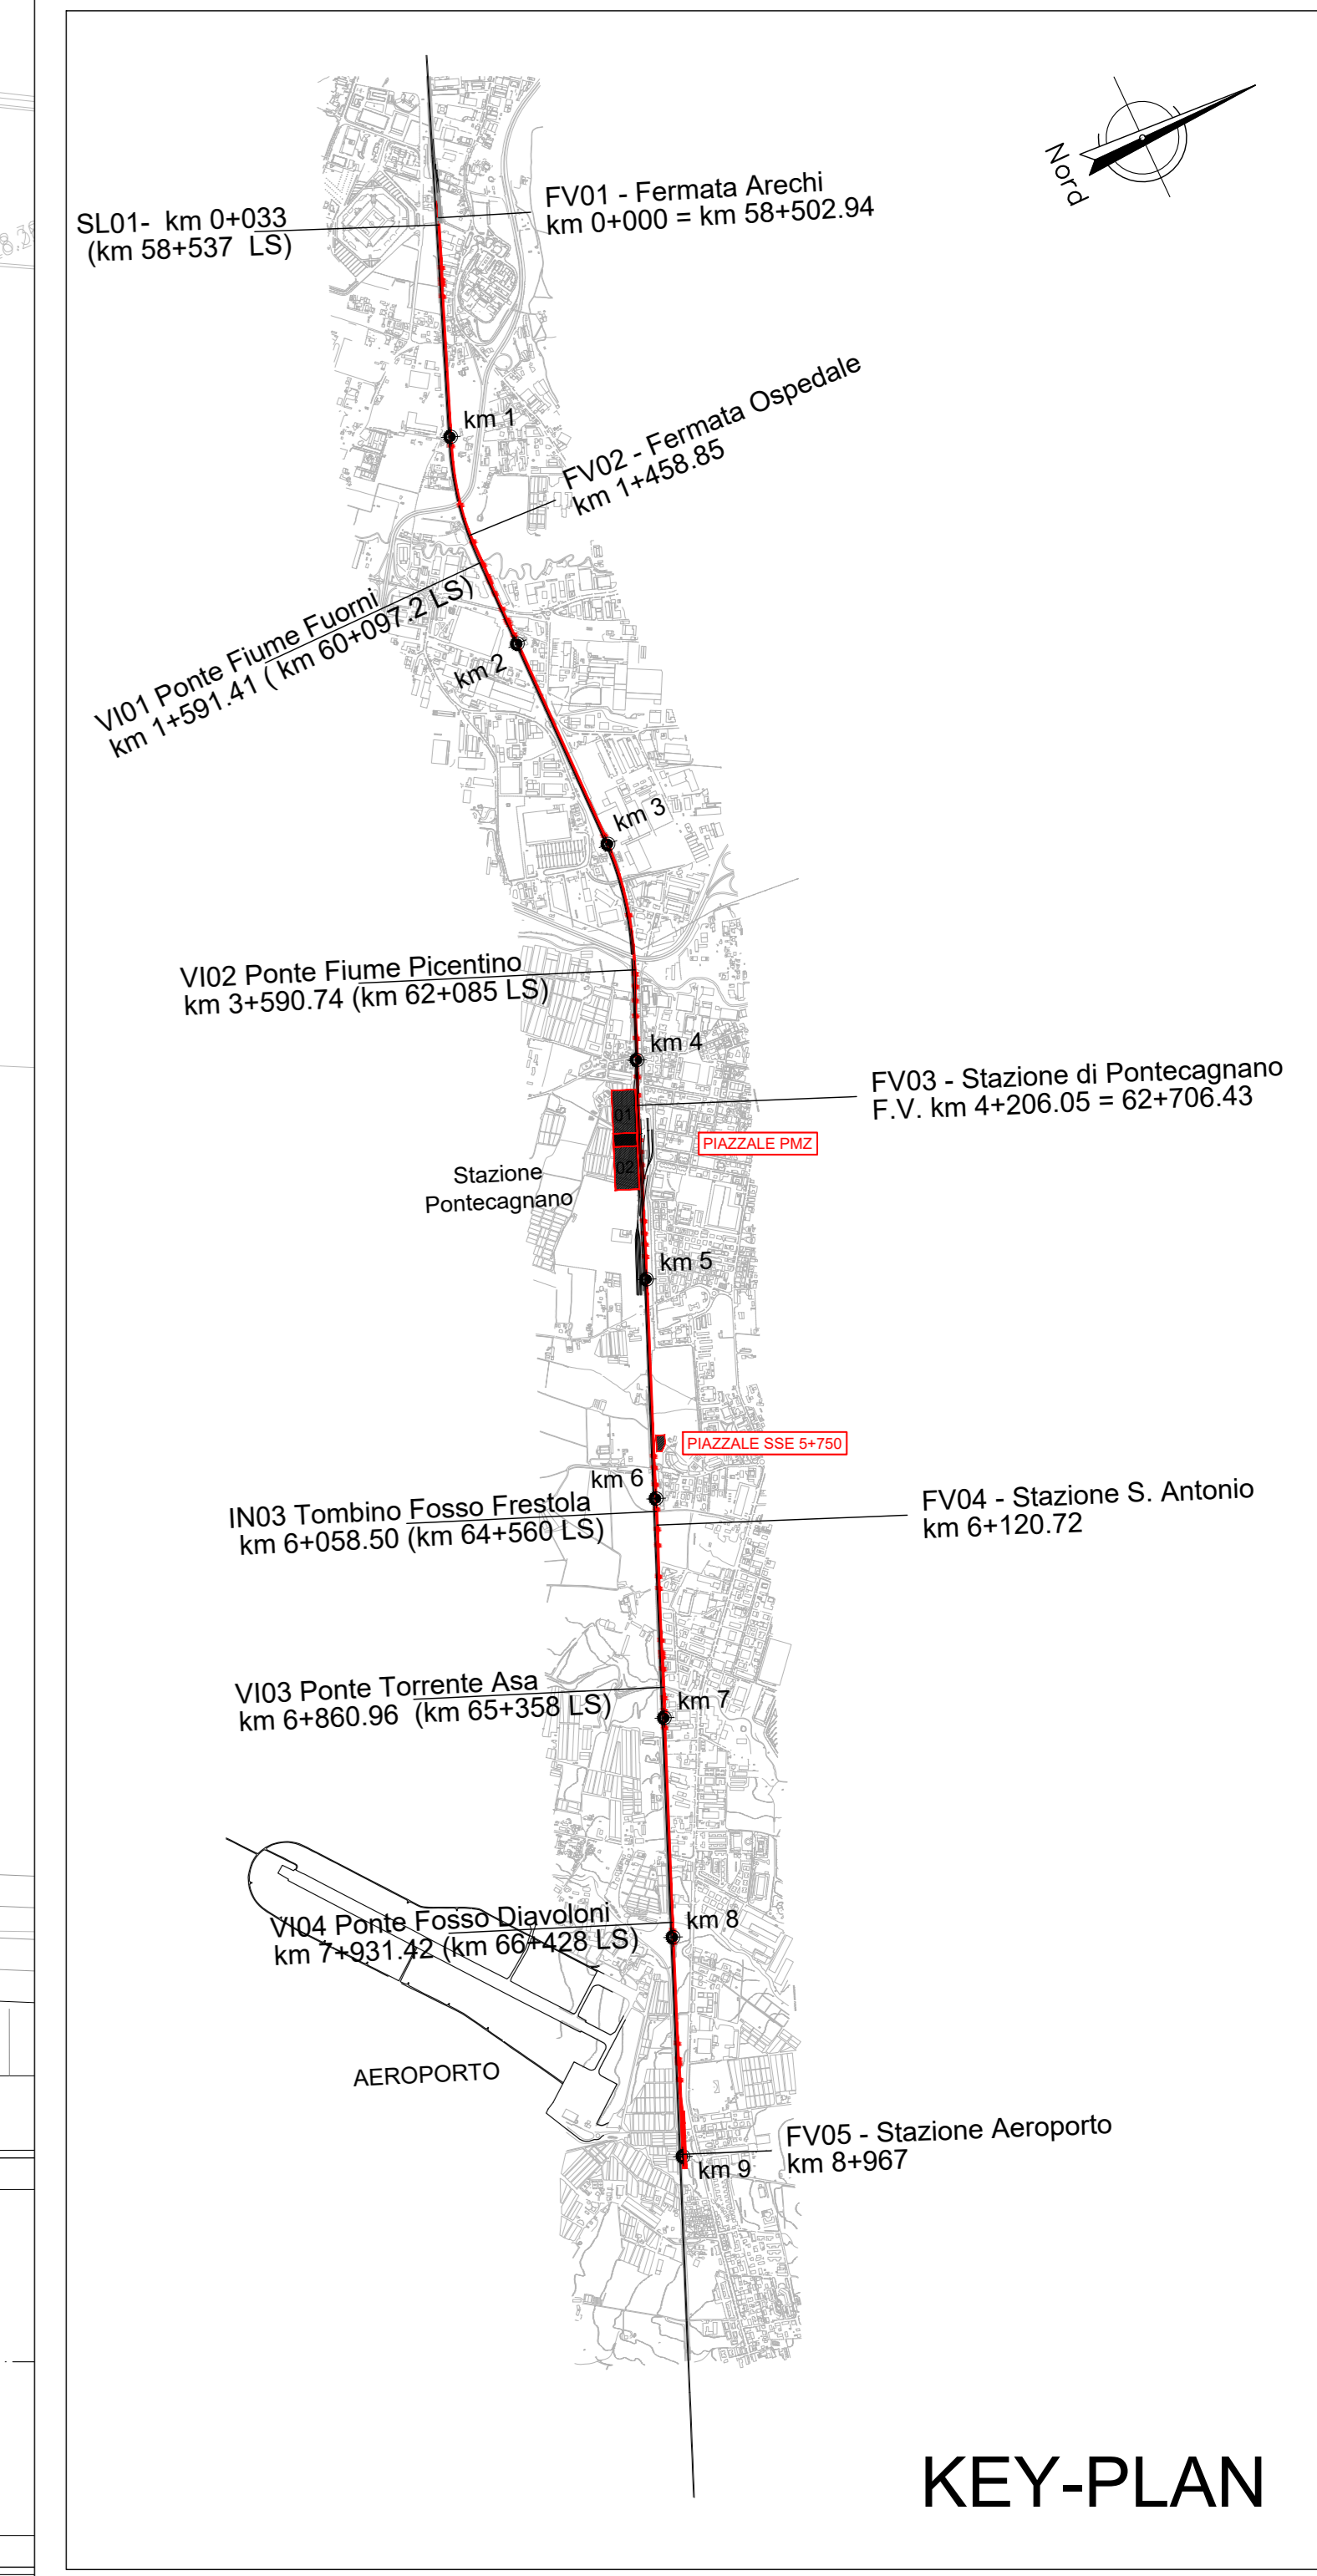 Nord
FV01 - Fermata Arechi
km 0+000 = km 58+502.94
SL01- km 0+033
(km 58+537 LS)
km 1
FV02 - Fermata Ospedale
km 1+458.85
VI01 Ponte Fiume Fuorni
km 1+591.41 ( km 60+097.2 LS)
km 2
km 3
VI02 Ponte Fiume Picentino
km 3+590.74 (km 62+085 LS)
km 4
FV03 - Stazione di Pontecagnano
F.V. km 4+206.05 = 62+706.43
01
PIAZZALE PMZ
02
Stazione
Pontecagnano
km 5
PIAZZALE SSE 5+750
km 6
IN03 Tombino Fosso Frestola
km 6+058.50 (km 64+560 LS)
FV04 - Stazione S. Antonio
km 6+120.72
VI03 Ponte Torrente Asa
km 6+860.96 (km 65+358 LS)
km 7
VI04 Ponte Fosso Diavoloni
km 7+931.42 (km 66+428 LS)
km 8
AEROPORTO
FV05 - Stazione Aeroporto
km 8+967
km 9
KEY-PLAN